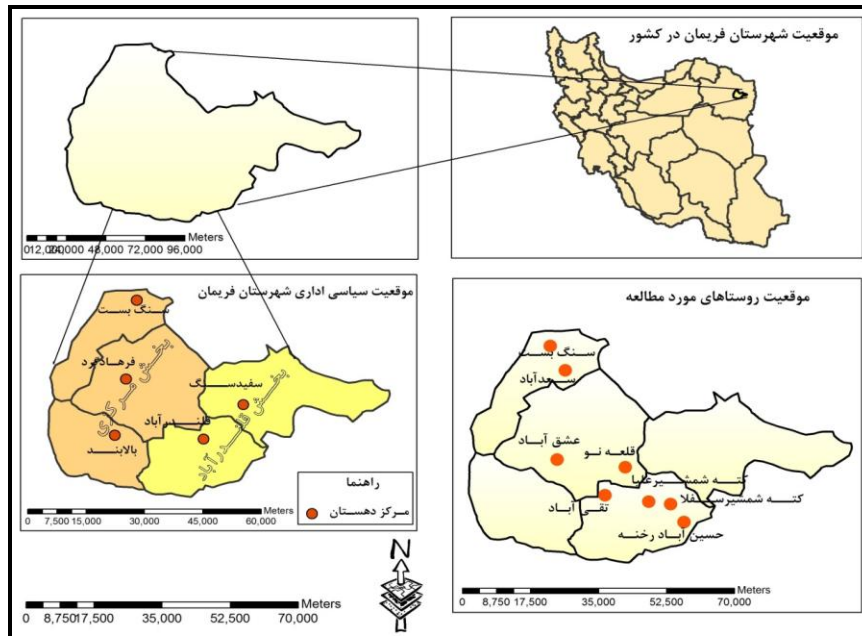 موقعیت شهرستان فریمان در کشور
Meters
0 12,000 24,000 48,000 72,000 96,000
موقعیت سیاسی اداری شهرستان فریمان
سنگ بست
فرهادگرد
سفیدسنگ
قلندرآباد
بالابند
بخش مرکزی
بخش قلندرآباد
راهنما
مرکز دهستان
Meters
0 7,500 15,000 30,000 45,000 60,000
موقعیت روستاهای مورد مطالعه
سنگ بست
سعدآباد
عشق آباد
قلعه نو
کته شمشیرعلیا
کته شمشیرسفلا
تقی آباد
حسین آباد رخنه
Meters
0 8,750 17,500 35,000 52,500 70,000
N
Meters
0 8,750 17,500 35,000 52,500 70,000